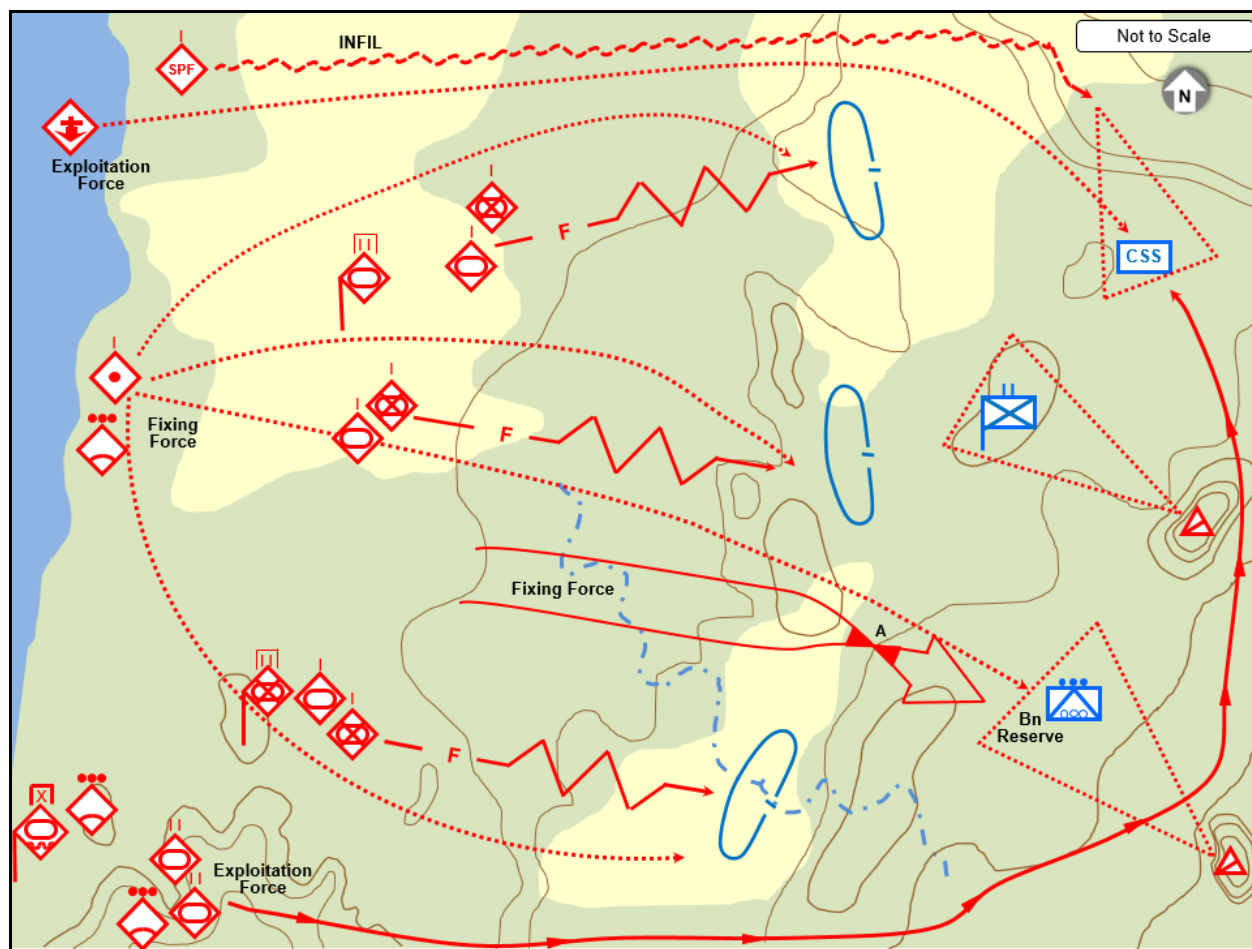 Not to Scale
INFIL
SPF
N
Exploitation
Force
F
CSS
Fixing
Force
F
Fixing Force
A
Bn
Reserve
F
X
Exploitation
Force